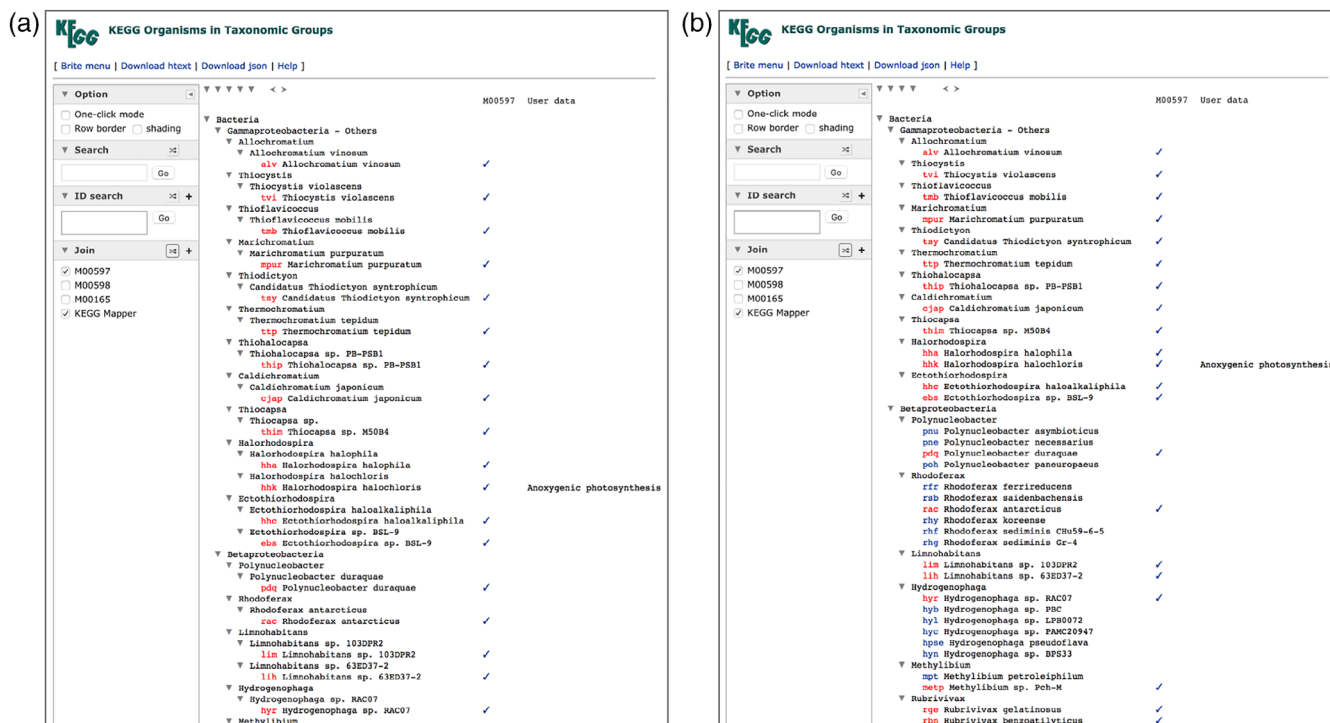 (a)
KEGG KEGG Organisms in Taxonomic Groups
[ Brite menu | Download htext | Download json | Help ]
▼ Option
One-click mode
Row border shading
▼ Search
Go
▼ ID search +
Go
▼ Join +
✓ M00597
M00598
M00165
✓ KEGG Mapper
▼ ▼ ▼ ▼ ▼ < >
M00597 User data
▼ Bacteria
▼ Gammaproteobacteria - Others
▼ Allochromatium
▼ Allochromatium vinosum
alv Allochromatium vinosum ✓
▼ Thiocystis
▼ Thiocystis violascens
tvi Thiocystis violascens ✓
▼ Thioflavicoccus
▼ Thioflavicoccus mobilis
tmb Thioflavicoccus mobilis ✓
▼ Marichromatium
▼ Marichromatium purpuratum
mpur Marichromatium purpuratum ✓
▼ Thiodictyon
▼ Candidatus Thiodictyon syntrophicum
tsy Candidatus Thiodictyon syntrophicum ✓
▼ Thermochromatium
▼ Thermochromatium tepidum
ttp Thermochromatium tepidum ✓
▼ Thiohalocapsa
▼ Thiohalocapsa sp. PB-PSB1
thip Thiohalocapsa sp. PB-PSB1 ✓
▼ Caldichromatium
▼ Caldichromatium japonicum
cjap Caldichromatium japonicum ✓
▼ Thiocapsa
▼ Thiocapsa sp.
thim Thiocapsa sp. M50B4 ✓
▼ Halorhodospira
▼ Halorhodospira halophila
hha Halorhodospira halophila ✓
▼ Halorhodospira halochloris
hhk Halorhodospira halochloris ✓ Anoxygenic photosynthesis
▼ Ectothiorhodospira
▼ Ectothiorhodospira haloalkaliphila
hhc Ectothiorhodospira haloalkaliphila ✓
▼ Ectothiorhodospira sp. BSL-9
ebs Ectothiorhodospira sp. BSL-9 ✓
▼ Betaproteobacteria
▼ Polynucleobacter
▼ Polynucleobacter duraquae
pdq Polynucleobacter duraquae ✓
▼ Rhodoferax
▼ Rhodoferax antarcticus
rac Rhodoferax antarcticus ✓
▼ Limnohabitans
▼ Limnohabitans sp. 103DPR2
lim Limnohabitans sp. 103DPR2 ✓
▼ Limnohabitans sp. 63ED37-2
lih Limnohabitans sp. 63ED37-2 ✓
▼ Hydrogenophaga
▼ Hydrogenophaga sp. RAC07
hyr Hydrogenophaga sp. RAC07 ✓
▼ Methylibium
(b)
KEGG KEGG Organisms in Taxonomic Groups
[ Brite menu | Download htext | Download json | Help ]
▼ Option
One-click mode
Row border shading
▼ Search
Go
▼ ID search +
Go
▼ Join +
✓ M00597
M00598
M00165
✓ KEGG Mapper
▼ ▼ ▼ ▼ < >
M00597 User data
▼ Bacteria
▼ Gammaproteobacteria - Others
▼ Allochromatium
alv Allochromatium vinosum ✓
▼ Thiocystis
tvi Thiocystis violascens ✓
▼ Thioflavicoccus
tmb Thioflavicoccus mobilis ✓
▼ Marichromatium
mpur Marichromatium purpuratum ✓
▼ Thiodictyon
tsy Candidatus Thiodictyon syntrophicum ✓
▼ Thermochromatium
ttp Thermochromatium tepidum ✓
▼ Thiohalocapsa
thip Thiohalocapsa sp. PB-PSB1 ✓
▼ Caldichromatium
cjap Caldichromatium japonicum ✓
▼ Thiocapsa
thim Thiocapsa sp. M50B4 ✓
▼ Halorhodospira
hha Halorhodospira halophila ✓
hhk Halorhodospira halochloris ✓ Anoxygenic photosynthesis
▼ Ectothiorhodospira
hhc Ectothiorhodospira haloalkaliphila ✓
ebs Ectothiorhodospira sp. BSL-9 ✓
▼ Betaproteobacteria
▼ Polynucleobacter
pnu Polynucleobacter asymbioticus
pne Polynucleobacter necessarius
pdq Polynucleobacter duraquae ✓
poh Polynucleobacter paneuropaeus
▼ Rhodoferax
rfr Rhodoferax ferrireducens
rsb Rhodoferax saidenbachensis
rac Rhodoferax antarcticus ✓
rhy Rhodoferax koreense
rhf Rhodoferax sediminis CHu59-6-5
rhg Rhodoferax sediminis Gr-4
▼ Limnohabitans
lim Limnohabitans sp. 103DPR2 ✓
lih Limnohabitans sp. 63ED37-2 ✓
▼ Hydrogenophaga
hyr Hydrogenophaga sp. RAC07 ✓
hyb Hydrogenophaga sp. PBC
hyl Hydrogenophaga sp. LPB0072
hyc Hydrogenophaga sp. PAMC20947
hpse Hydrogenophaga pseudoflava
hyn Hydrogenophaga sp. BPS33
▼ Methylibium
mpt Methylibium petroleiphilum
metp Methylibium sp. Pch-M ✓
▼ Rubrivivax
rge Rubrivivax gelatinosus ✓
rbn Rubrivivax benzoatilyticus ✓